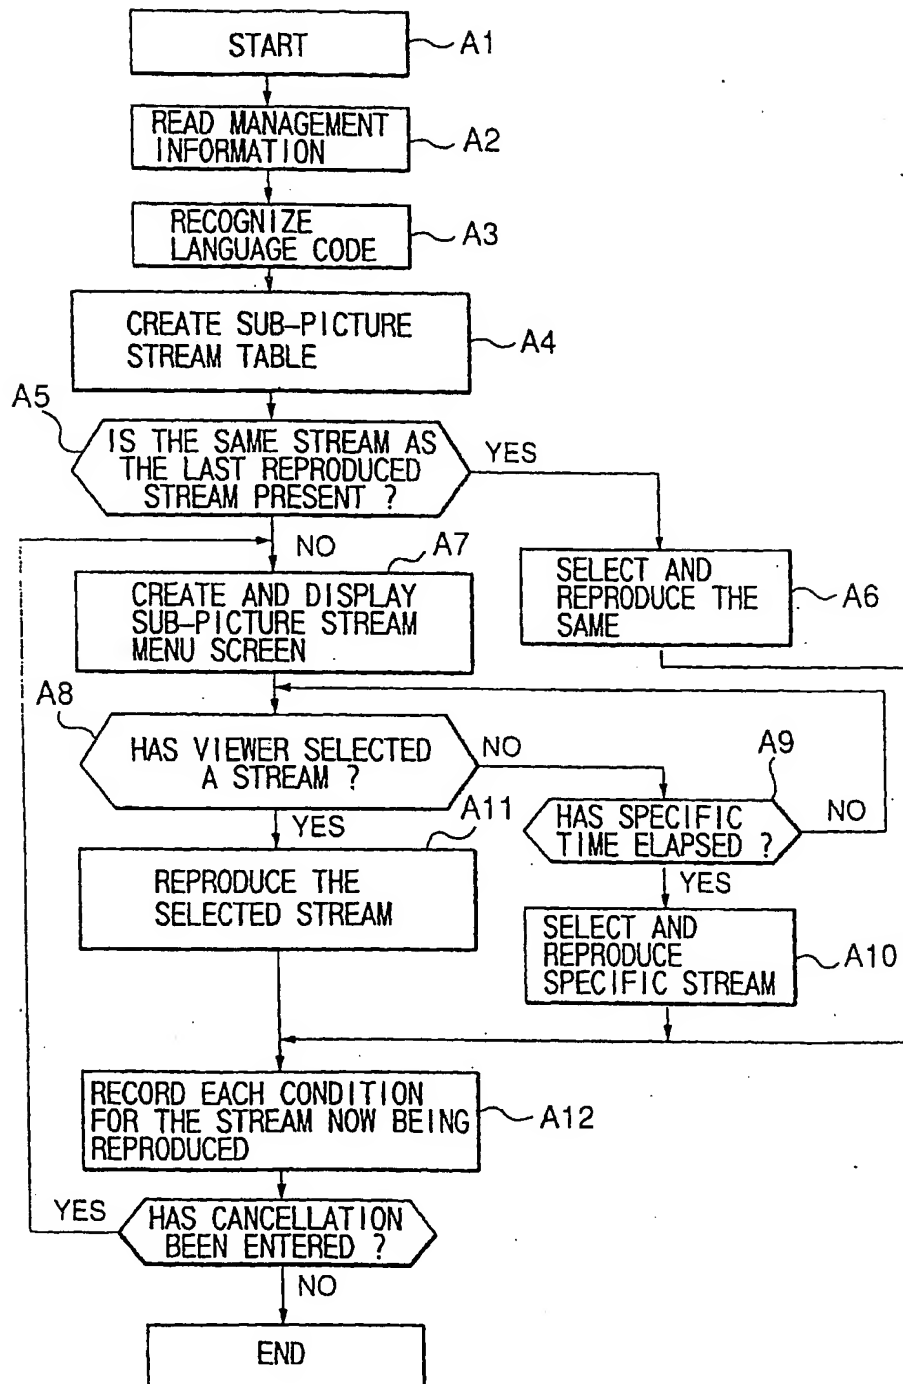 START
A1
READ MANAGEMENT
INFORMATION
A2
RECOGNIZE
LANGUAGE CODE
A3
CREATE SUB-PICTURE
STREAM TABLE
A4
A5
IS THE SAME STREAM AS
THE LAST REPRODUCED
STREAM PRESENT ?
YES
NO
SELECT AND
REPRODUCE THE
SAME
A6
A7
CREATE AND DISPLAY
SUB-PICTURE STREAM
MENU SCREEN
A8
HAS VIEWER SELECTED
A STREAM ?
NO
YES
A9
HAS SPECIFIC
TIME ELAPSED ?
NO
YES
A11
REPRODUCE THE
SELECTED STREAM
SELECT AND
REPRODUCE
SPECIFIC STREAM
A10
RECORD EACH CONDITION
FOR THE STREAM NOW BEING
REPRODUCED
A12
YES
HAS CANCELLATION
BEEN ENTERED ?
NO
END